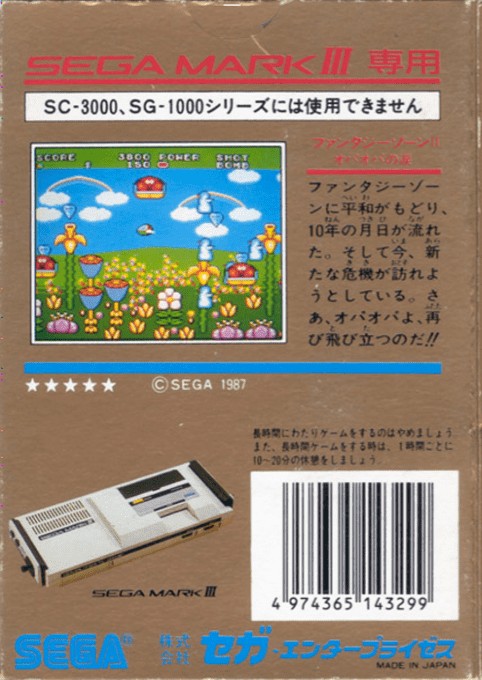 SEGA MARK III 専用
SC-3000、SG-1000シリーズには使用できません
SCORE 3800 POWER SHOT
150 BOMB
ファンタジーゾーンII
オパオパの涙
ファンタジーゾー
ンに平和がもどり、
10年の月日が流れ
た。そして今、新
たな危機が訪れよ
うとしている。さ
あ、オパオパよ、再
び飛び立つのだ!!
★★★★★ ©SEGA 1987
長時間にわたりゲームをするのはやめましょう
また、長時間ゲームをする時は、1時間ごとに
10~20分の休憩をしましょう。
SEGA MARK III
SEGA MARK III
4 974365 143299
SEGA 株式会社 セガ・エンタープライゼス
MADE IN JAPAN